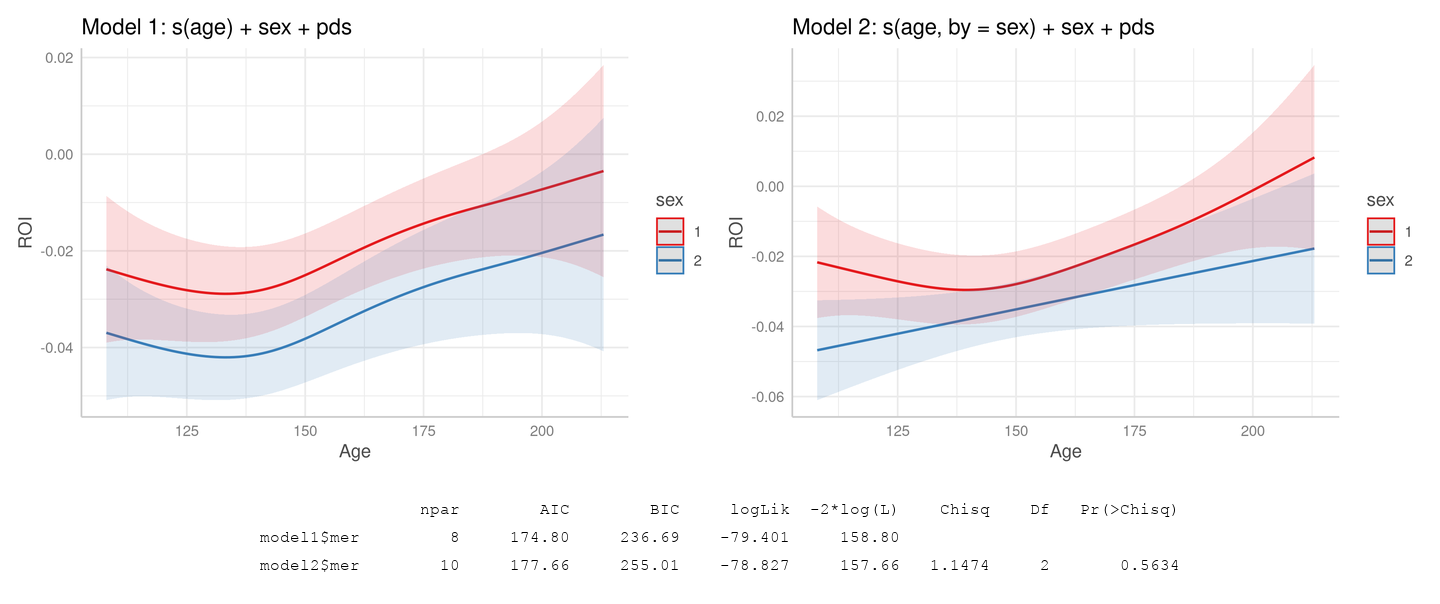 Model 1: s(age) + sex + pds
0.02
0.00
-0.02
-0.04
ROI
125 150 175 200
Age
sex
1
2
Model 2: s(age, by = sex) + sex + pds
0.02
0.00
-0.02
-0.04
-0.06
ROI
125 150 175 200
Age
sex
1
2
npar AIC BIC logLik -2*log(L) Chisq Df Pr(>Chisq)
model1$mer 8 174.80 236.69 -79.401 158.80
model2$mer 10 177.66 255.01 -78.827 157.66 1.1474 2 0.5634